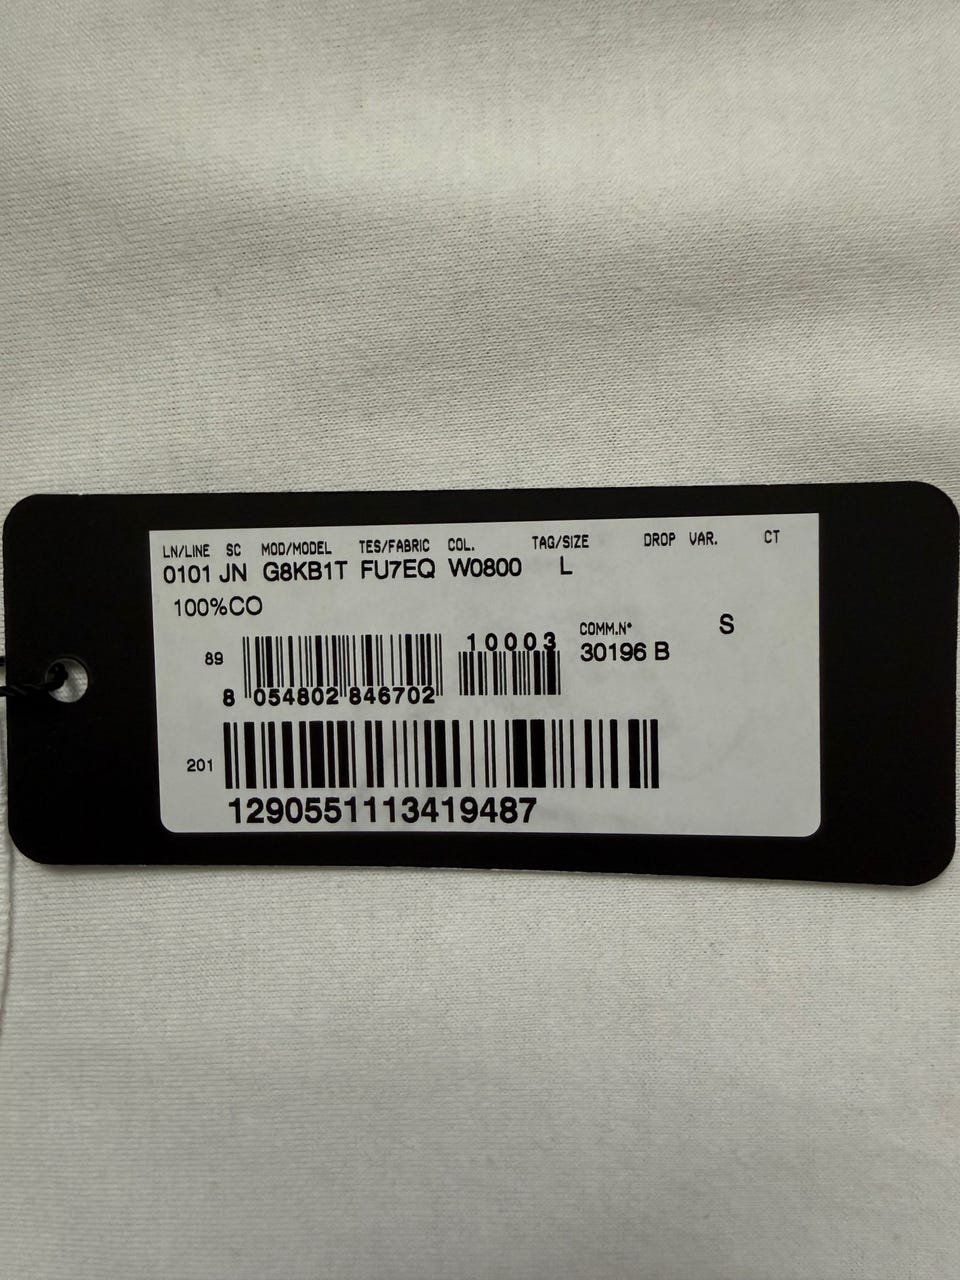 LN/LINE SC MOD/MODEL TES/FABRIC COL. TAG/SIZE DROP VAR. CT
0101 JN G8KB1T FU7EQ W0800 L
100%CO
S
89
8 054802 846702
10003
COMM.N°
30196 B
201
1290551113419487